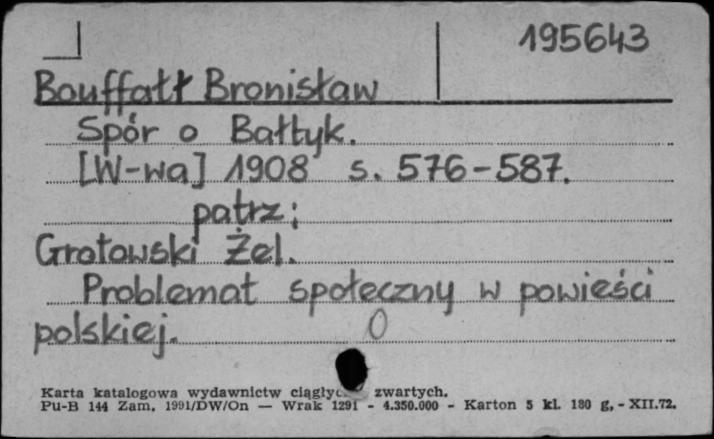 195643
Bouffałł Bronisław
Spór o Bałtyk.
[W-wa] 1908 s. 576-587.
patrz:
Grotowski Żel.
Problemat społeczny w powieści
polskiej.
Karta katalogowa wydawnictw zwartych.
Pu-B 144 Zam. 1991/DW/On — Wrak 1291 - 4.350.000 - Karton 5 kl. 180 g, - XII.72.